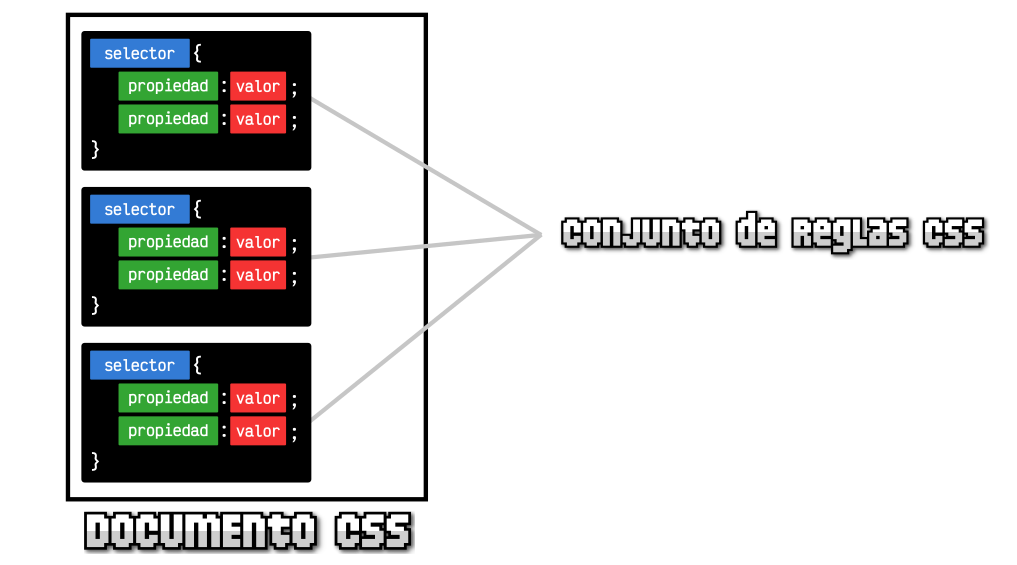 selector {
propiedad : valor ;
propiedad : valor ;
}
selector {
propiedad : valor ;
propiedad : valor ;
}
selector {
propiedad : valor ;
propiedad : valor ;
}
CONJUNTO DE REGLAS CSS
DOCUMENTO CSS